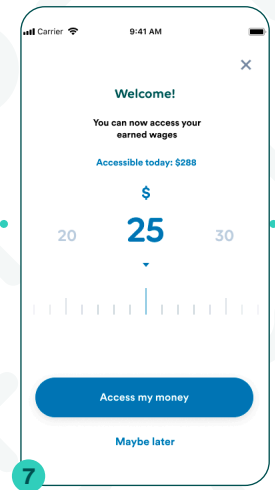 Carrier 9:41 AM
Welcome!
You can now access your
earned wages
Accessible today: $288
$
20 25 30
Access my money
Maybe later
7